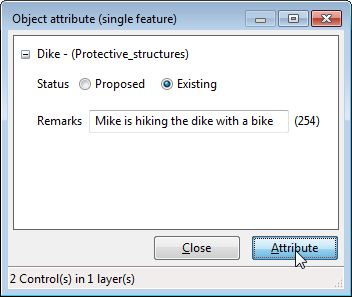 Object attribute (single feature)
Dike - (Protective_structures)
Status Proposed Existing
Remarks Mike is hiking the dike with a bike (254)
Close Attribute
2 Control(s) in 1 layer(s)